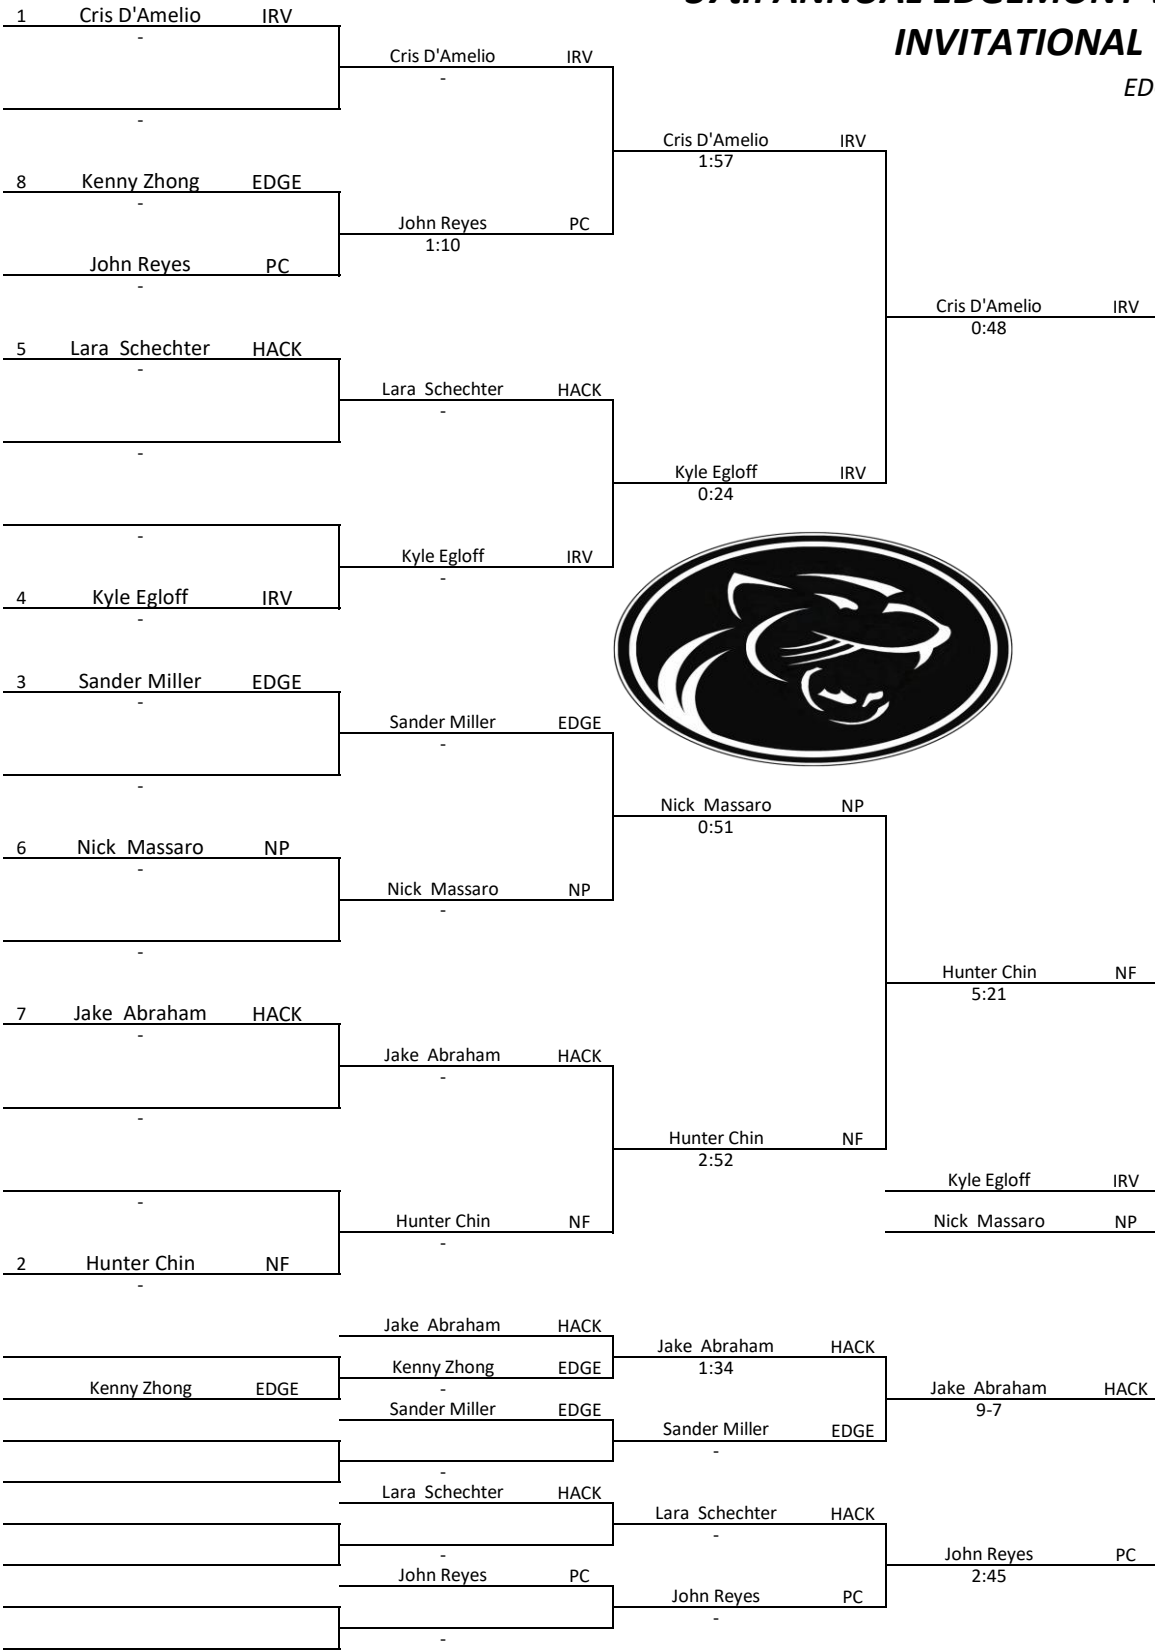 ANNUAL EDGEMONT
INVITATIONAL
1 Cris D'Amelio IRV
-
Cris D'Amelio IRV
-
-
Cris D'Amelio IRV
1:57
8 Kenny Zhong EDGE
-
John Reyes PC
1:10
John Reyes PC
-
Cris D'Amelio IRV
0:48
5 Lara Schechter HACK
-
Lara Schechter HACK
-
-
Kyle Egloff IRV
0:24
-
Kyle Egloff IRV
-
4 Kyle Egloff IRV
-
3 Sander Miller EDGE
-
Sander Miller EDGE
-
-
Nick Massaro NP
0:51
6 Nick Massaro NP
-
Nick Massaro NP
-
-
Hunter Chin NF
5:21
7 Jake Abraham HACK
-
Jake Abraham HACK
-
-
Hunter Chin NF
2:52
-
Kyle Egloff IRV
Hunter Chin NF
-
Nick Massaro NP
2 Hunter Chin NF
-
Jake Abraham HACK
Jake Abraham HACK
1:34
Kenny Zhong EDGE
-
Kenny Zhong EDGE
Jake Abraham HACK
9-7
Sander Miller EDGE
Sander Miller EDGE
-
-
Lara Schechter HACK
Lara Schechter HACK
-
-
John Reyes PC
2:45
John Reyes PC
John Reyes PC
-
-